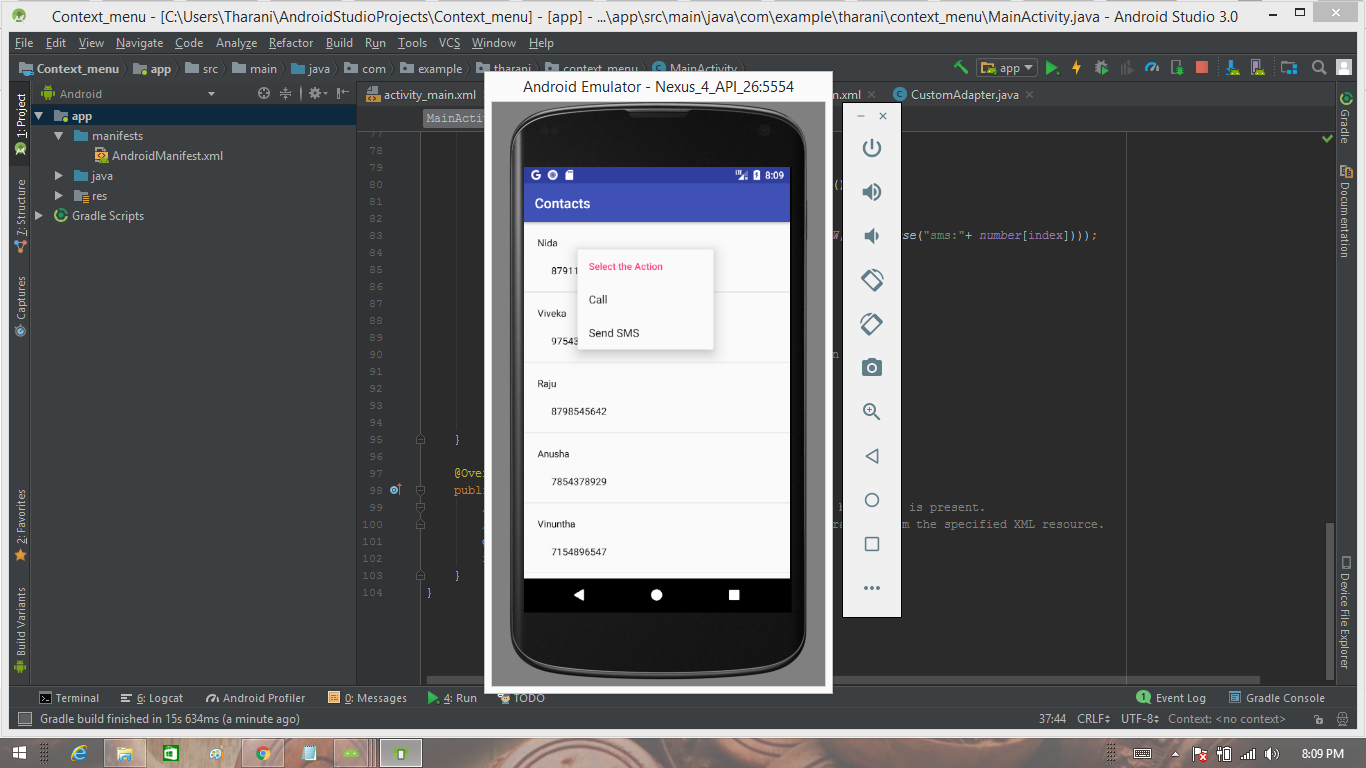 Context_menu - [C:\Users\Tharani\AndroidStudioProjects\Context_menu] - [app] - ...\app\src\main\java\com\example\tharani\context_menu\MainActivity.java - Android Studio 3.0
File Edit View Navigate Code Analyze Refactor Build Run Tools VCS Window Help
Context_menu app src main java com example tharani context_menu MainActivity app
Android
activity_main.xml
CustomAdapter.java
1: Project
7: Structure
Captures
2: Favorites
Build Variants
app
manifests
AndroidManifest.xml
java
res
Gradle Scripts
78
79
80
81
82
83 "sms:"+ number[index])));
84
85
86
87
88
89
90
91
92
93
94
95 }
96
97
98
99 is present.
100 the specified XML resource.
101
102
103 }
104 }
Android Emulator - Nexus_4_API_26:5554
8:09
Contacts
Nida
Select the Action
Call
Send SMS
Viveka
Raju
8798545642
Anusha
7854378929
Vinuntha
7154896547
Gradle
Documentation
Device File Explorer
Terminal 6: Logcat Android Profiler 0: Messages 4: Run TODO Event Log Gradle Console
Gradle build finished in 15s 634ms (a minute ago) 37:44 CRLF UTF-8 Context: <no context>
8:09 PM